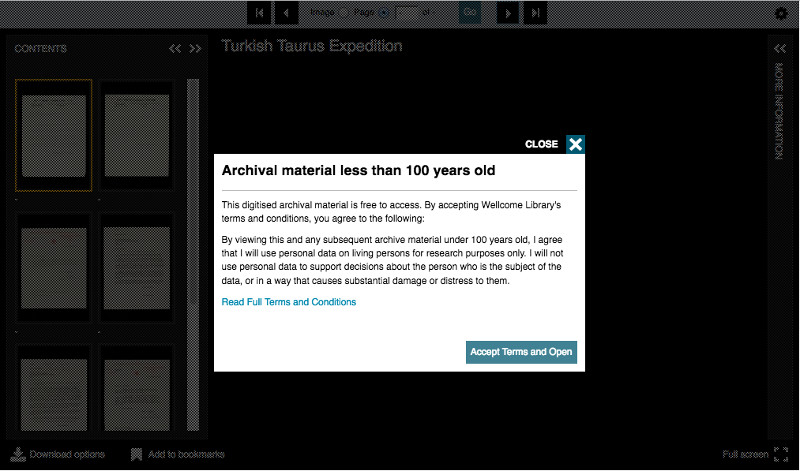 Image Page of -
Go
CONTENTS
Turkish Taurus Expedition
MORE INFORMATION
CLOSE
Archival material less than 100 years old
This digitised archival material is free to access. By accepting Wellcome Library's
terms and conditions, you agree to the following:
By viewing this and any subsequent archive material under 100 years old, I agree
that I will use personal data on living persons for research purposes only. I will not
use personal data to support decisions about the person who is the subject of the
data, or in a way that causes substantial damage or distress to them.
Read Full Terms and Conditions
Accept Terms and Open
Download options
Add to bookmarks
Full screen